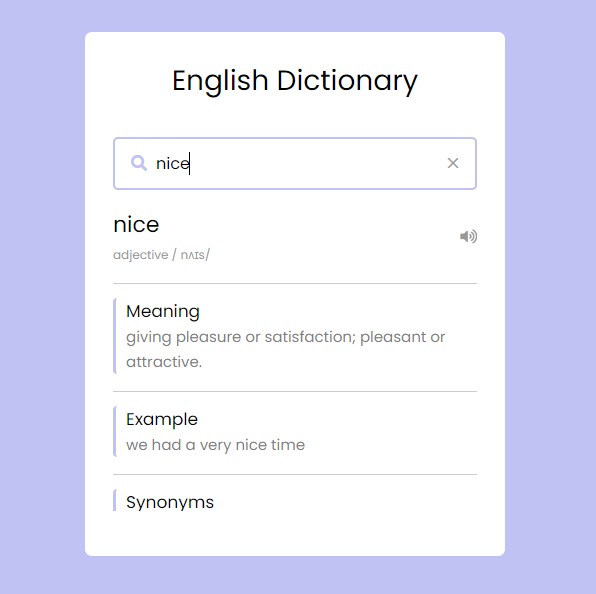 English Dictionary
nice
nice
adjective / nʌɪs/
Meaning
giving pleasure or satisfaction; pleasant or
attractive.
Example
we had a very nice time
Synonyms